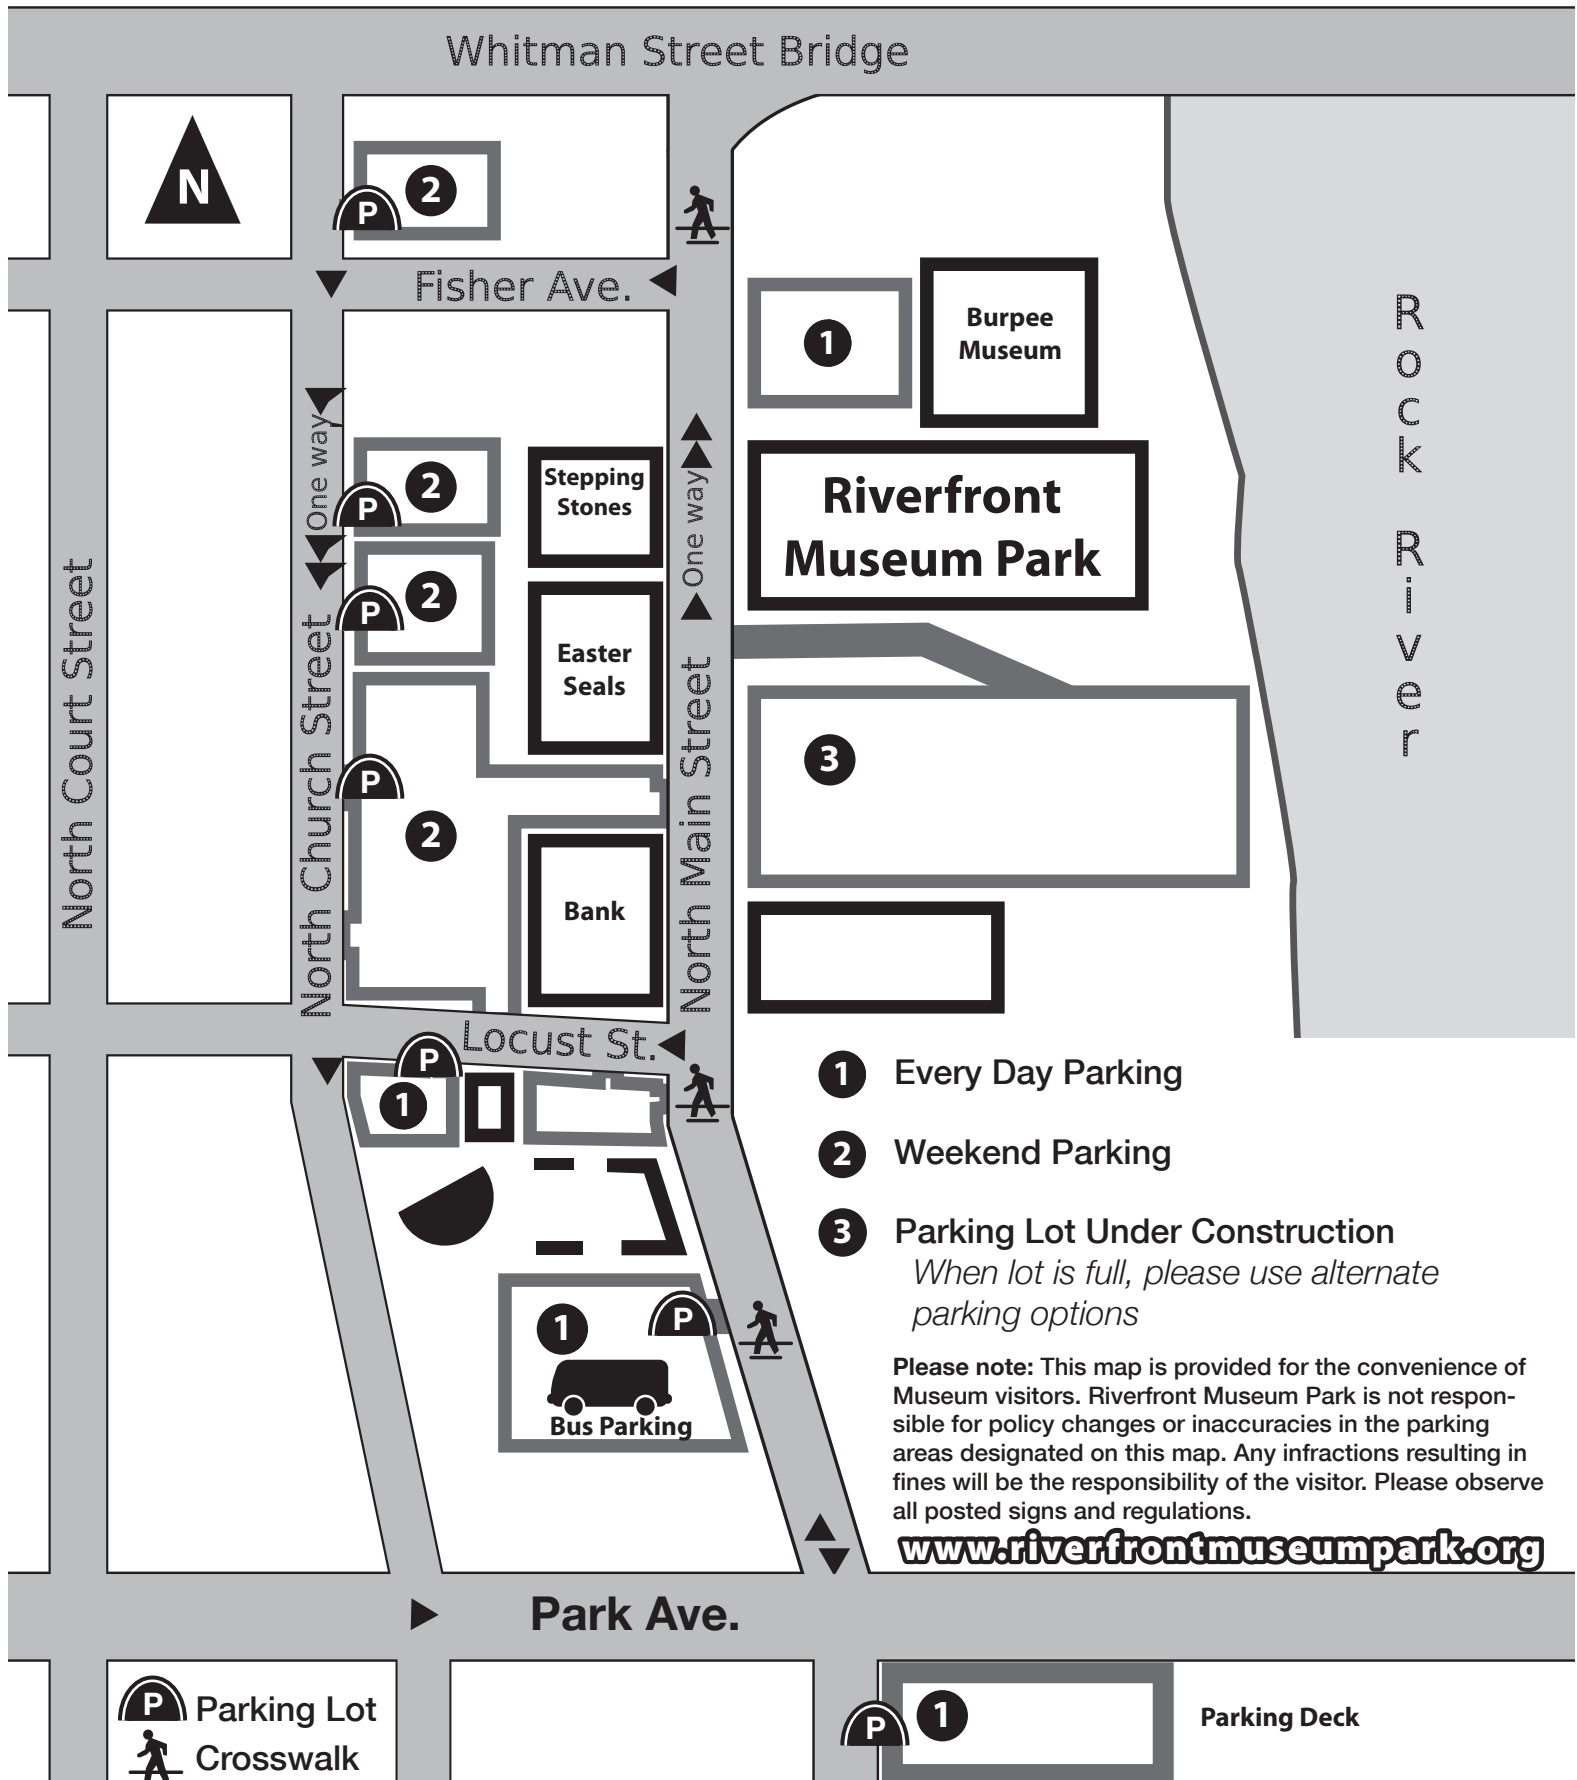 Whitman Street Bridge
N
2
P
Fisher Ave.
1
Burpee
Museum
Rock River
One way
2
P
Stepping
Stones
One way
Riverfront
Museum Park
2
P
Easter
Seals
North Court Street
North Church Street
North Main Street
P
2
3
Bank
Locust St.
P
1
1 Every Day Parking
2 Weekend Parking
3 Parking Lot Under Construction
When lot is full, please use alternate
parking options
1
P
Bus Parking
Please note: This map is provided for the convenience of
Museum visitors. Riverfront Museum Park is not respon-
sible for policy changes or inaccuracies in the parking
areas designated on this map. Any infractions resulting in
fines will be the responsibility of the visitor. Please observe
all posted signs and regulations.
www.riverfrontmuseumpark.org
Park Ave.
P Parking Lot
Crosswalk
P
1
Parking Deck